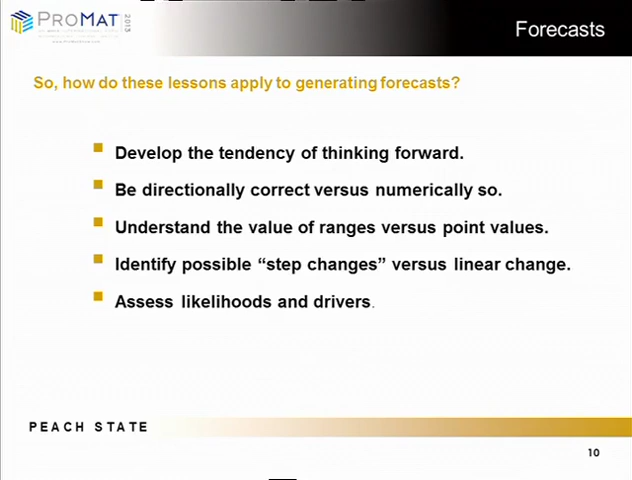 PROMAT
2013
Forecasts
So, how do these lessons apply to generating forecasts?
Develop the tendency of thinking forward.
Be directionally correct versus numerically so.
Understand the value of ranges versus point values.
Identify possible “step changes” versus linear change.
Assess likelihoods and drivers.
PEACH STATE
10